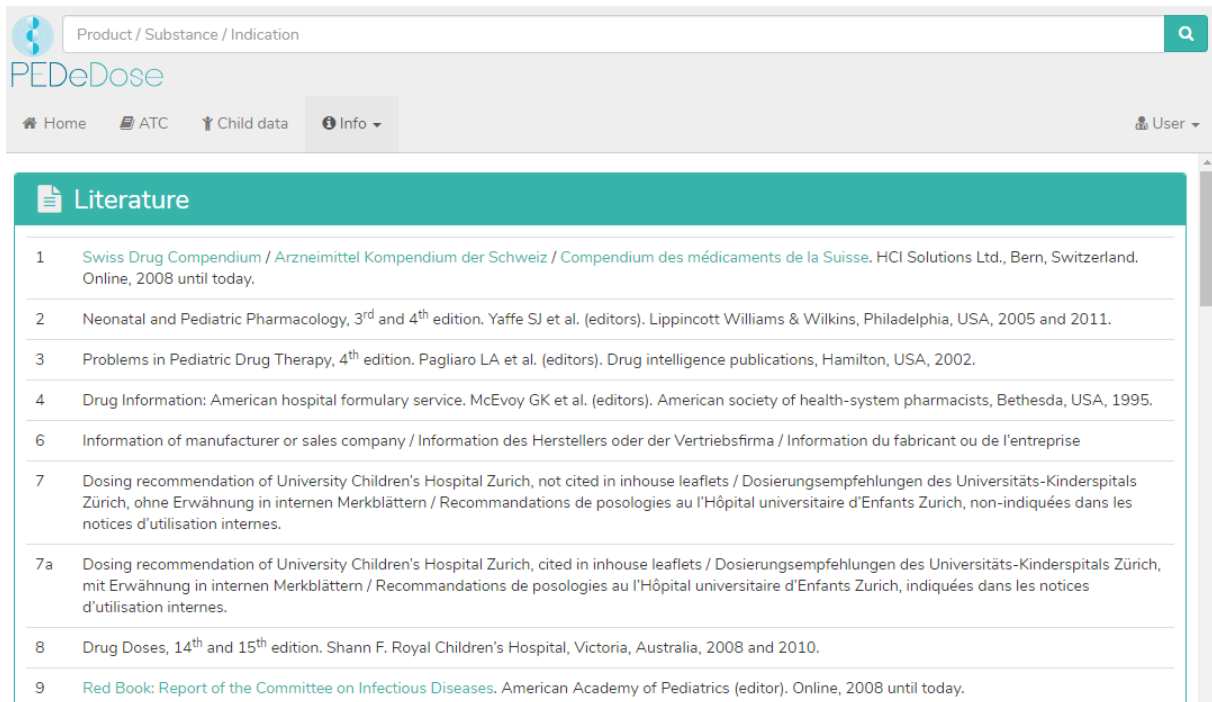 Product / Substance / Indication
PEDeDose
Home ATC Child data Info User
Literature
1 Swiss Drug Compendium / Arzneimittel Kompendium der Schweiz / Compendium des médicaments de la Suisse. HCI Solutions Ltd., Bern, Switzerland.
Online, 2008 until today.
2 Neonatal and Pediatric Pharmacology, 3rd and 4th edition. Yaffe SJ et al. (editors). Lippincott Williams & Wilkins, Philadelphia, USA, 2005 and 2011.
3 Problems in Pediatric Drug Therapy, 4th edition. Pagliaro LA et al. (editors). Drug intelligence publications, Hamilton, USA, 2002.
4 Drug Information: American hospital formulary service. McEvoy GK et al. (editors). American society of health-system pharmacists, Bethesda, USA, 1995.
6 Information of manufacturer or sales company / Information des Herstellers oder der Vertriebsfirma / Information du fabricant ou de l'entreprise
7 Dosing recommendation of University Children's Hospital Zurich, not cited in inhouse leaflets / Dosierungsempfehlungen des Universitäts-Kinderspitals
Zürich, ohne Erwähnung in internen Merkblättern / Recommandations de posologies au l'Hôpital universitaire d'Enfants Zurich, non-indiquées dans les
notices d'utilisation internes.
7a Dosing recommendation of University Children's Hospital Zurich, cited in inhouse leaflets / Dosierungsempfehlungen des Universitäts-Kinderspitals Zürich,
mit Erwähnung in internen Merkblättern / Recommandations de posologies au l'Hôpital universitaire d'Enfants Zurich, indiquées dans les notices
d'utilisation internes.
8 Drug Doses, 14th and 15th edition. Shann F. Royal Children's Hospital, Victoria, Australia, 2008 and 2010.
9 Red Book: Report of the Committee on Infectious Diseases. American Academy of Pediatrics (editor). Online, 2008 until today.